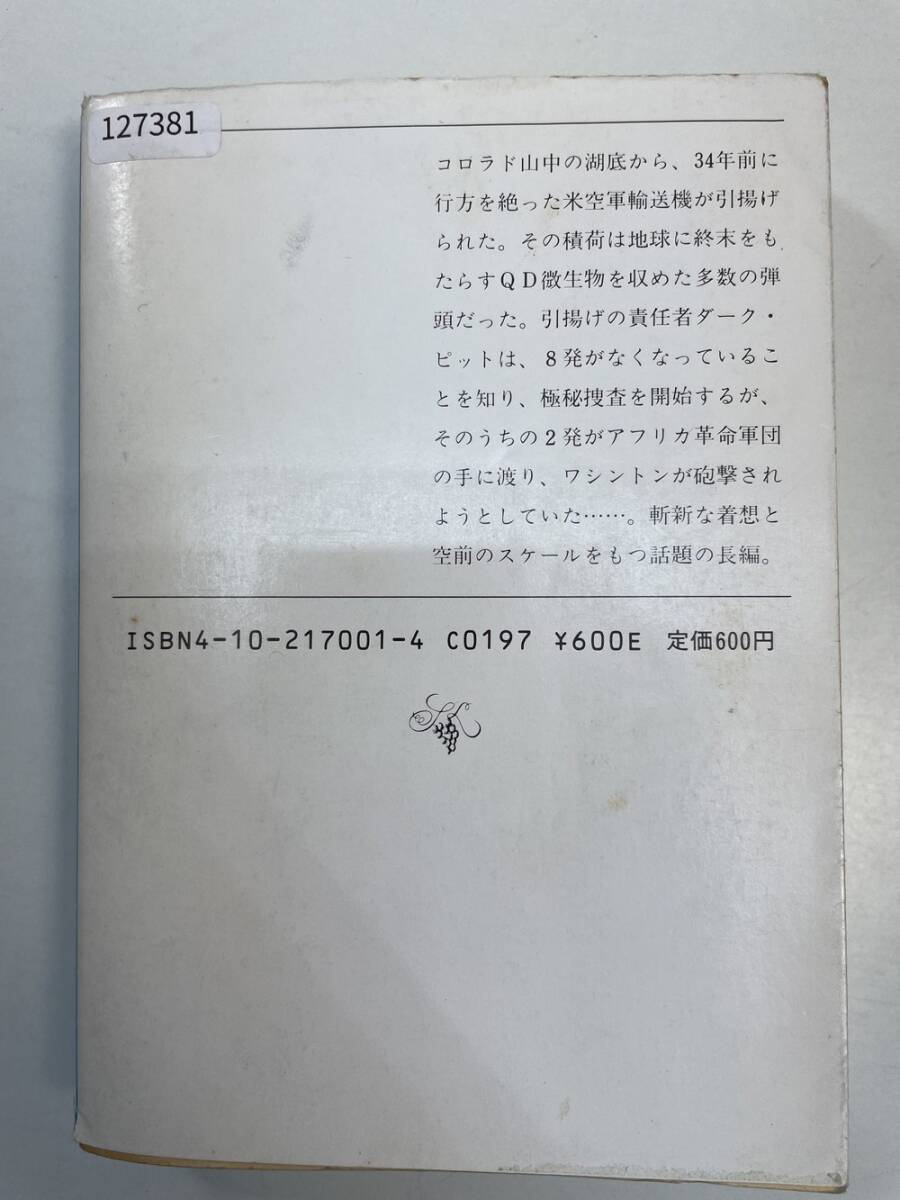 127381
コロラド山中の湖底から、34年前に
行方を絶った米空軍輸送機が引揚げ
られた。その積荷は地球に終末をも
たらすQD微生物を収めた多数の弾
頭だった。引揚げの責任者ダーク・
ピットは、8発がなくなっているこ
とを知り、極秘捜査を開始するが、
そのうちの2発がアフリカ革命軍団
の手に渡り、ワシントンが砲撃され
ようとしていた……。斬新な着想と
空前のスケールをもつ話題の長編。
ISBN4-10-217001-4 C0197 ¥600E 定価600円